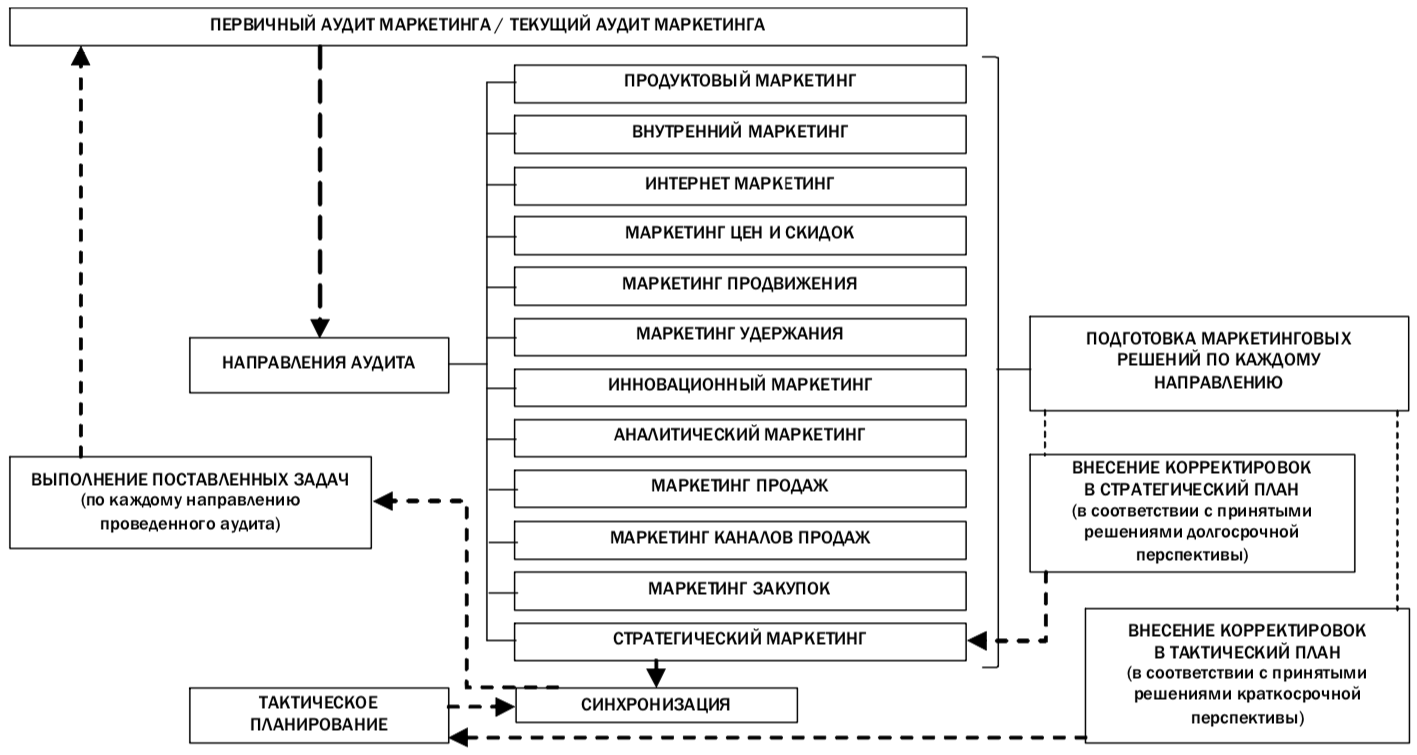 ПЕРВИЧНЫЙ АУДИТ МАРКЕТИНГА / ТЕКУЩИЙ АУДИТ МАРКЕТИНГА
ПРОДУКТОВЫЙ МАРКЕТИНГ
ВНУТРЕННИЙ МАРКЕТИНГ
ИНТЕРНЕТ МАРКЕТИНГ
МАРКЕТИНГ ЦЕН И СКИДОК
МАРКЕТИНГ ПРОДВИЖЕНИЯ
МАРКЕТИНГ УДЕРЖАНИЯ
ИННОВАЦИОННЫЙ МАРКЕТИНГ
АНАЛИТИЧЕСКИЙ МАРКЕТИНГ
МАРКЕТИНГ ПРОДАЖ
МАРКЕТИНГ КАНАЛОВ ПРОДАЖ
МАРКЕТИНГ ЗАКУПОК
СТРАТЕГИЧЕСКИЙ МАРКЕТИНГ
НАПРАВЛЕНИЯ АУДИТА
ПОДГОТОВКА МАРКЕТИНГОВЫХ
РЕШЕНИЙ ПО КАЖДОМУ
НАПРАВЛЕНИЮ
ВЫПОЛНЕНИЕ ПОСТАВЛЕННЫХ ЗАДАЧ
(по каждому направлению
проведенного аудита)
ВНЕСЕНИЕ КОРРЕКТИРОВОК
В СТРАТЕГИЧЕСКИЙ ПЛАН
(в соответствии с принятыми
решениями долгосрочной
перспективы)
ВНЕСЕНИЕ КОРРЕКТИРОВОК
В ТАКТИЧЕСКИЙ ПЛАН
(в соответствии с принятыми
решениями краткосрочной
перспективы)
ТАКТИЧЕСКОЕ
ПЛАНИРОВАНИЕ
СИНХРОНИЗАЦИЯ